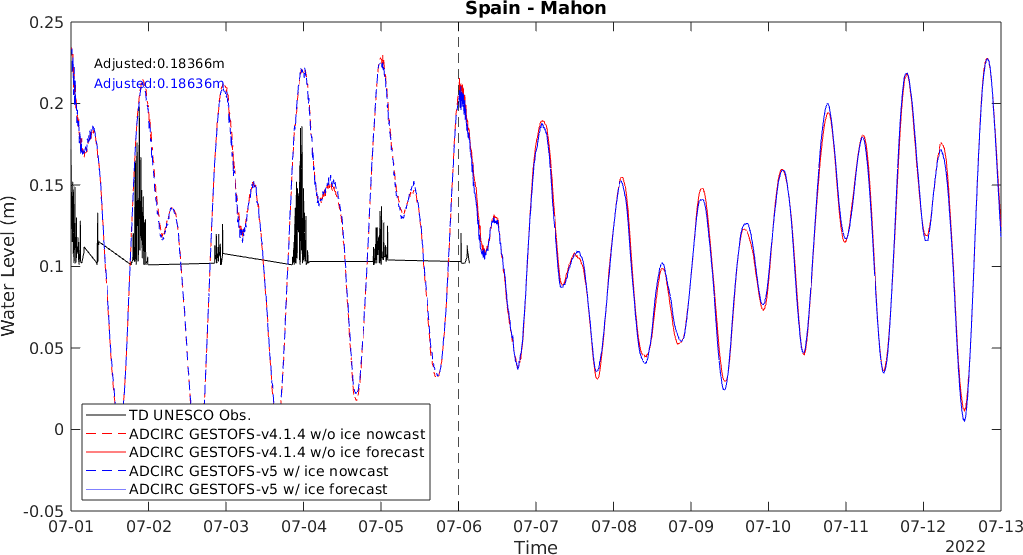 Spain - Mahon
0.25
Adjusted:0.18366m
Adjusted:0.18636m
0.2
0.15
0.1
0.05
0
-0.05
Water Level (m)
TD UNESCO Obs.
ADCIRC GESTOFS-v4.1.4 w/o ice nowcast
ADCIRC GESTOFS-v4.1.4 w/o ice forecast
ADCIRC GESTOFS-v5 w/ ice nowcast
ADCIRC GESTOFS-v5 w/ ice forecast
07-01 07-02 07-03 07-04 07-05 07-06 07-07 07-08 07-09 07-10 07-11 07-12 07-13
Time
2022